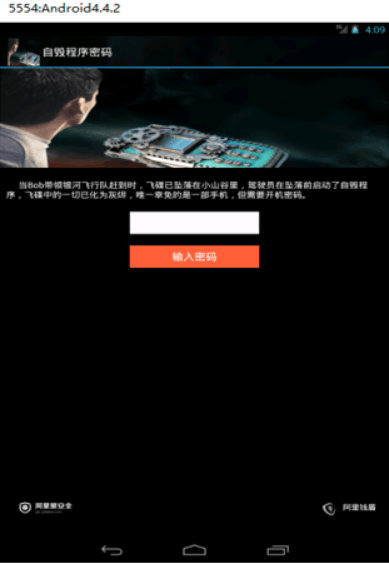 5554:Android4.4.2
3G
4:09
自毁程序密码
当Bob带领银河飞行队赶到时，飞碟已坠落在小山谷里，驾驶员在坠落前启动了自毁程
序，飞碟中的一切已化为灰烬，唯一幸免的是一部手机，但需要开机密码。
输入密码
阿里聚安全
阿里钱盾